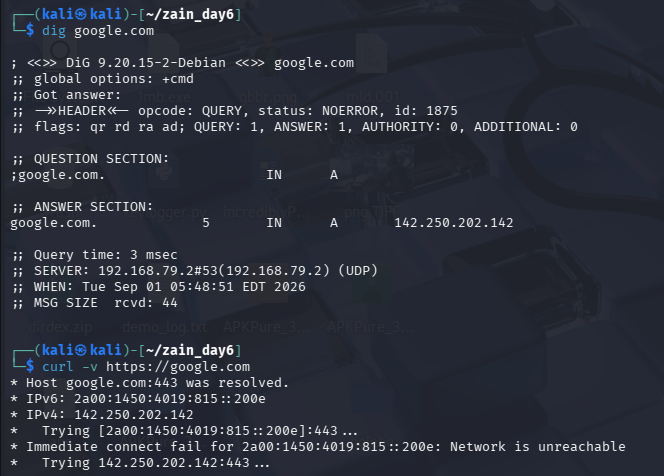 ┌──(kali㉿kali)-[~/zain_day6]
└─$ dig google.com
; <<>> DiG 9.20.15-2-Debian <<>> google.com
;; global options: +cmd
;; Got answer:
;; ->>HEADER<<- opcode: QUERY, status: NOERROR, id: 1875
;; flags: qr rd ra ad; QUERY: 1, ANSWER: 1, AUTHORITY: 0, ADDITIONAL: 0
;; QUESTION SECTION:
;google.com. IN A
;; ANSWER SECTION:
google.com. 5 IN A 142.250.202.142
;; Query time: 3 msec
;; SERVER: 192.168.79.2#53(192.168.79.2) (UDP)
;; WHEN: Tue Sep 01 05:48:51 EDT 2026
;; MSG SIZE rcvd: 44
dirdex.zip demo_log.txt APKPure_3... APKPure_3...
┌──(kali㉿kali)-[~/zain_day6]
└─$ curl -v https://google.com
* Host google.com:443 was resolved.
* IPv6: 2a00:1450:4019:815::200e
* IPv4: 142.250.202.142
* Trying [2a00:1450:4019:815::200e]:443...
* Immediate connect fail for 2a00:1450:4019:815::200e: Network is unreachable
* Trying 142.250.202.142:443...